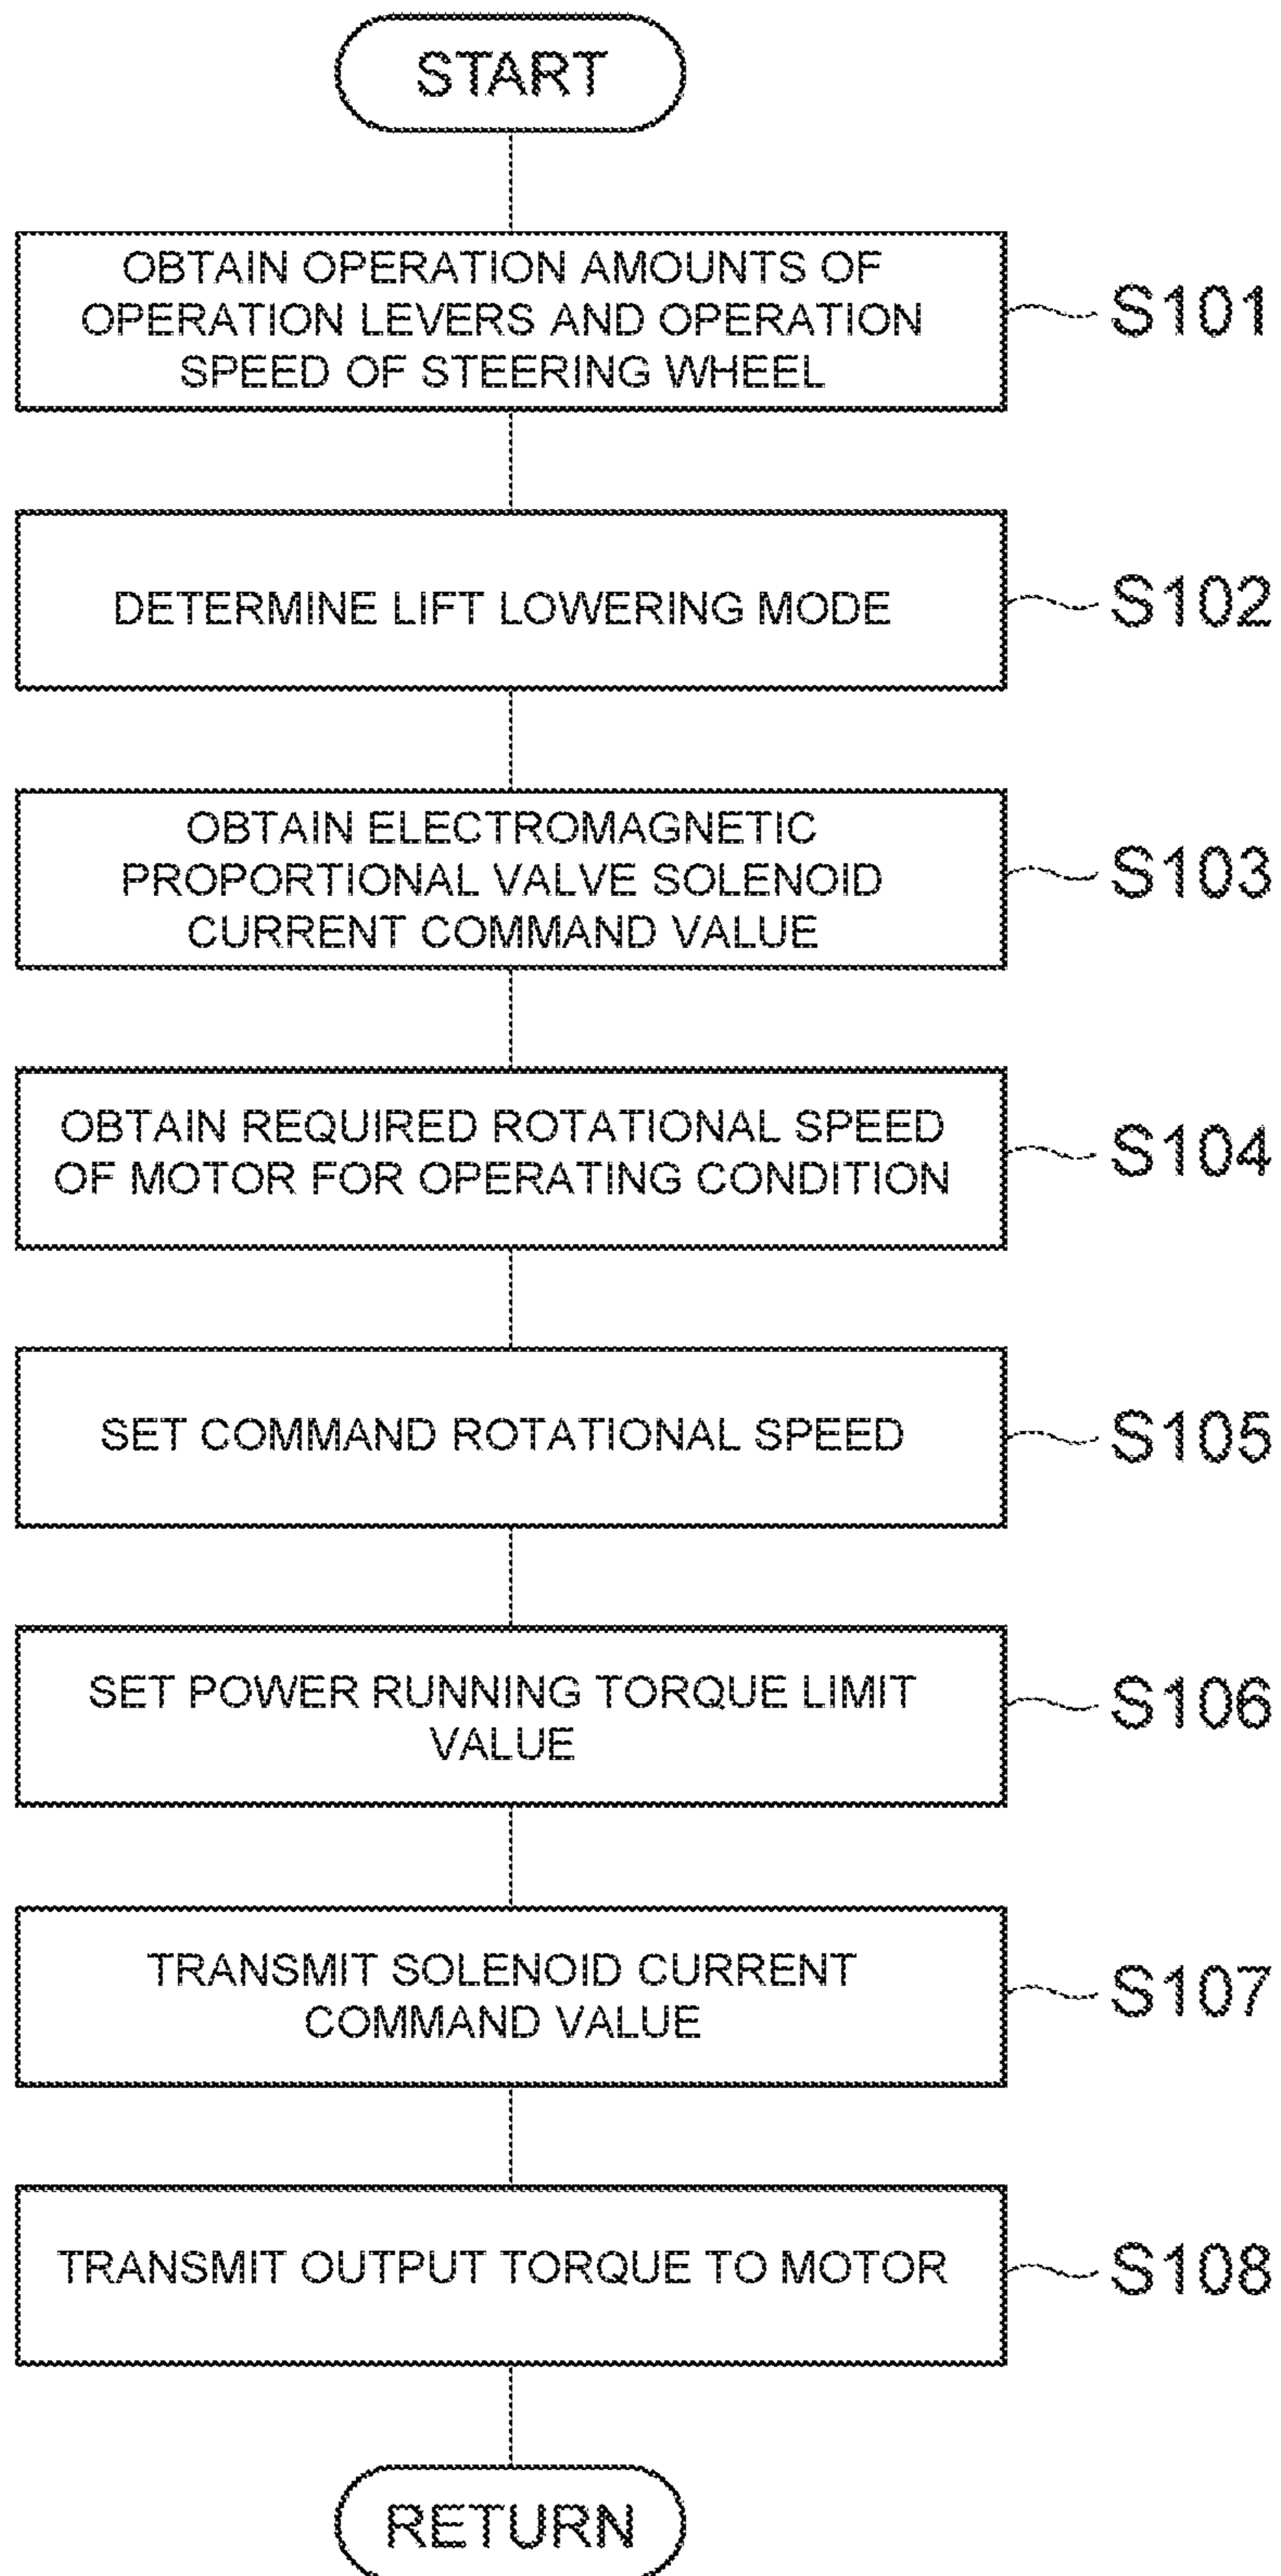 START
OBTAIN OPERATION AMOUNTS OF
OPERATION LEVERS AND OPERATION
SPEED OF STEERING WHEEL
S101
DETERMINE LIFT LOWERING MODE
S102
OBTAIN ELECTROMAGNETIC
PROPORTIONAL VALVE SOLENOID
CURRENT COMMAND VALUE
S103
OBTAIN REQUIRED ROTATIONAL SPEED
OF MOTOR FOR OPERATING CONDITION
S104
SET COMMAND ROTATIONAL SPEED
S105
SET POWER RUNNING TORQUE LIMIT
VALUE
S106
TRANSMIT SOLENOID CURRENT
COMMAND VALUE
S107
TRANSMIT OUTPUT TORQUE TO MOTOR
S108
RETURN